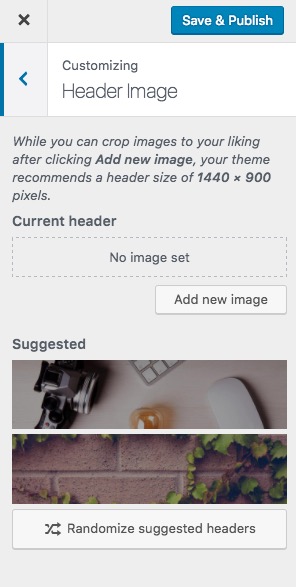 Save & Publish
Customizing
Header Image
While you can crop images to your liking
after clicking Add new image, your theme
recommends a header size of 1440 × 900
pixels.
Current header
No image set
Add new image
Suggested
Randomize suggested headers